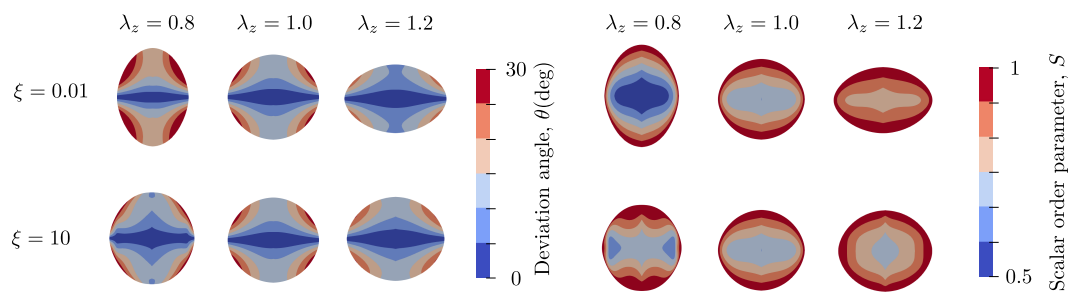 λz = 0.8 λz = 1.0 λz = 1.2
ξ = 0.01
ξ = 10
30
0
Deviation angle, θ(deg)
λz = 0.8 λz = 1.0 λz = 1.2
1
0.5
Scalar order parameter, S